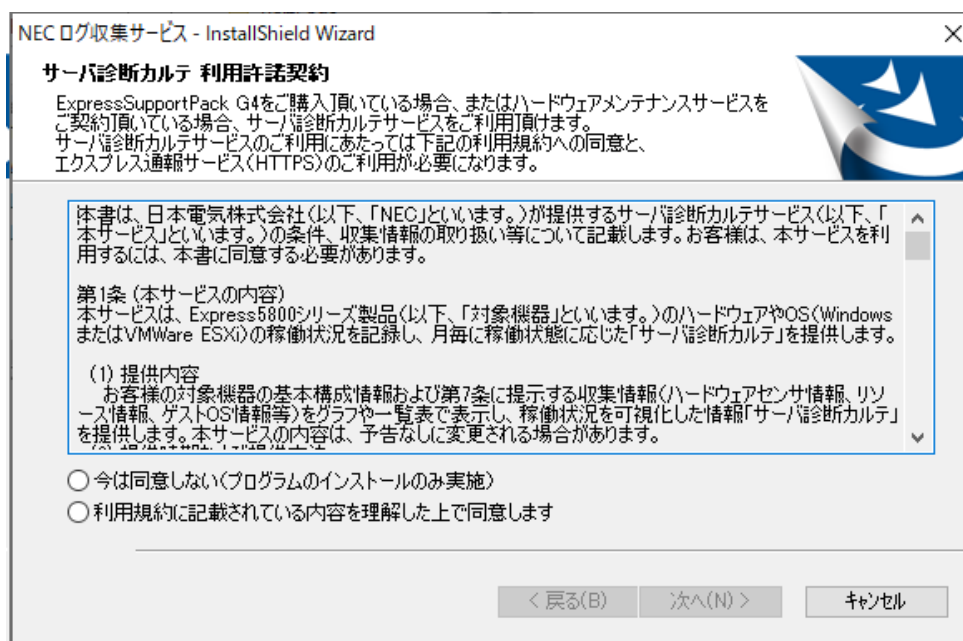 NEC ログ収集サービス - InstallShield Wizard
サーバ診断カルテ 利用許諾契約
ExpressSupportPack G4をご購入頂いている場合、またはハードウェアメンテナンスサービスを
ご契約頂いている場合、サーバ診断カルテサービスをご利用頂けます。
サーバ診断カルテサービスのご利用にあたっては下記の利用規約への同意と、
エクスプレス通報サービス(HTTPS)のご利用が必要になります。
本書は、日本電気株式会社(以下、「NEC」といいます。)が提供するサーバ診断カルテサービス(以下、「
本サービス」といいます。)の条件、収集情報の取り扱い等について記載します。お客様は、本サービスを利
用するには、本書に同意する必要があります。
第1条 (本サービスの内容)
本サービスは、Express5800シリーズ製品(以下、「対象機器」といいます。)のハードウェアやOS(Windows
またはVMWare ESXi)の稼働状況を記録し、月毎に稼働状態に応じた「サーバ診断カルテ」を提供します。
(1) 提供内容
お客様の対象機器の基本構成情報および第7条に提示する収集情報(ハードウェアセンサ情報、リソ
ース情報、ゲストOS情報等)をグラフや一覧表で表示し、稼働状況を可視化した情報「サーバ診断カルテ」
を提供します。本サービスの内容は、予告なしに変更される場合があります。
今は同意しない(プログラムのインストールのみ実施)
利用規約に記載されている内容を理解した上で同意します
< 戻る(B)
次へ(N) >
キャンセル